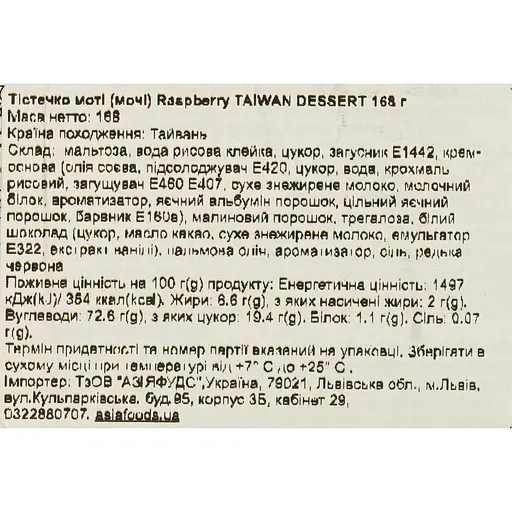 Тістечко моті (мочі) Raspberry TAIWAN DESSERT 168 г
Маса нетто: 168
Країна походження: Тайвань
Склад: мальтоза, вода рисова клейка, цукор, загусник E1442, крем-
основа (олія соєва, підсолоджувач E420, цукор, вода, крохмаль
рисовий, загущувач E460 E407, сухе знежирене молоко, молочний
білок, ароматизатор, яєчний альбумін порошок, цільний яєчний
порошок, барвник E160a), малиновий порошок, трегалоза, білий
шоколад (цукор, масло какао, сухе знежирене молоко, емульгатор
E322, екстракт ванілі), пальмова олія, ароматизатор, сіль, редька
червона
Поживна цінність на 100 г(g) продукту: Енергетична цінність: 1497
кДж(kJ)/ 354 ккал(kcal). Жири: 6.6 г(g), з яких насичені жири: 2 г(g).
Вуглеводи: 72.6 г(g), з яких цукор: 19.4 г(g). Білок: 1.1 г(g). Сіль: 0.07
г(g).
Термін придатності та номер партії вказаний на упаковці. Зберігати в
сухому місці при температурі від +7° C до +25° C .
Імпортер: ТзОВ "АЗІЯФУДС",Україна, 79021, Львівська обл., м.Львів,
вул.Кульпарківська, буд.95, корпус 3Б, кабінет 29,
0322880707, asiafoods.ua